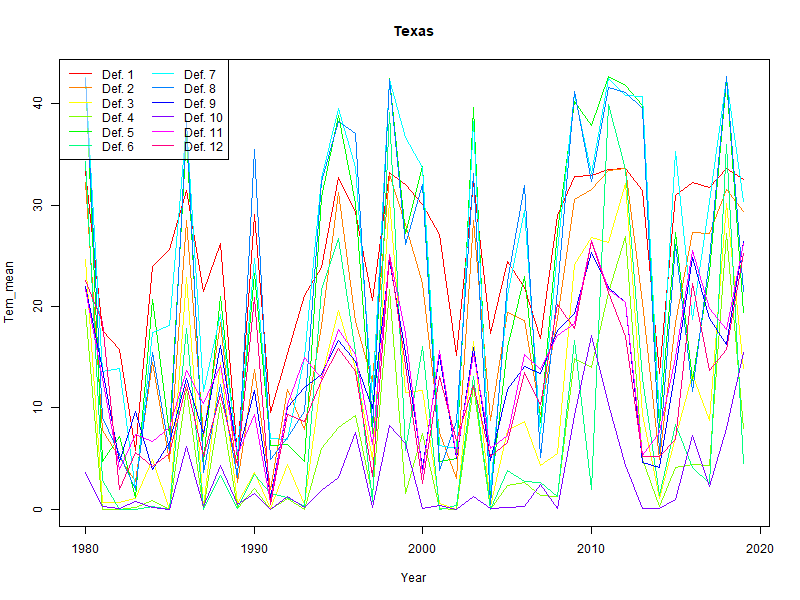 Texas
Def. 1 Def. 7
Def. 2 Def. 8
Def. 3 Def. 9
Def. 4 Def. 10
Def. 5 Def. 11
Def. 6 Def. 12
Tem_mean
40
30
20
10
0
1980 1990 2000 2010 2020
Year